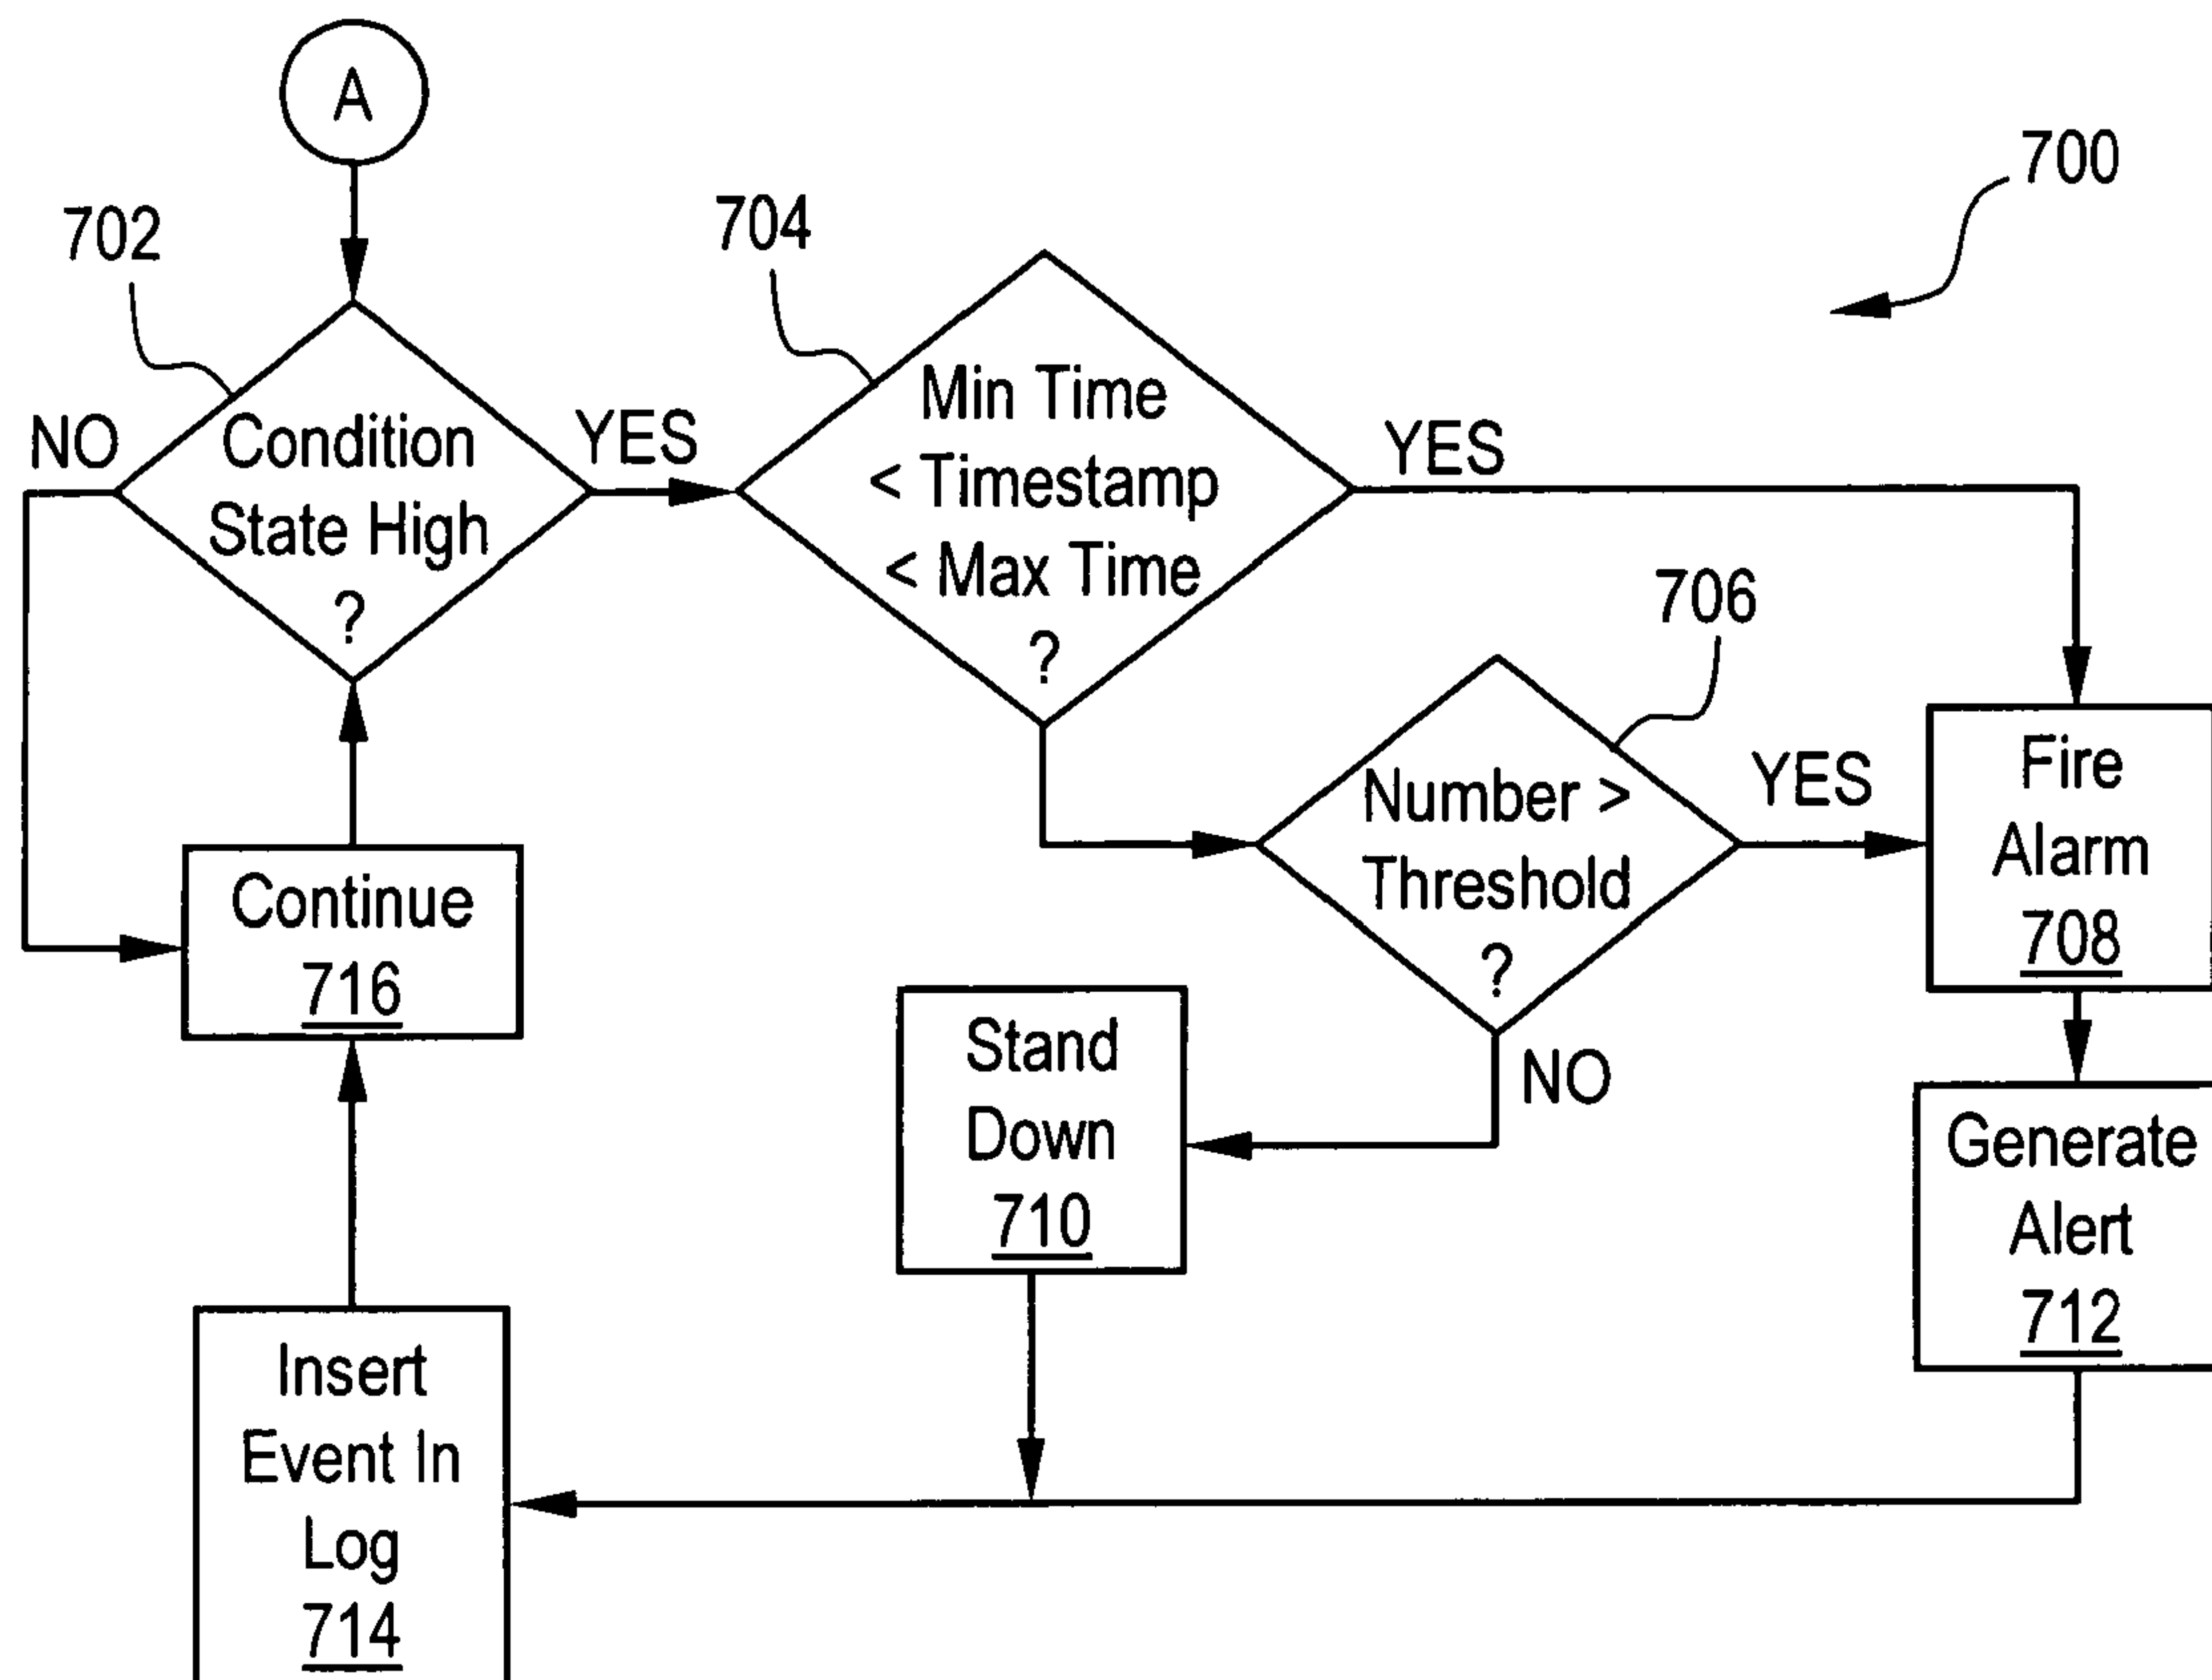 A
700
702
704
NO
Condition
State High
?
YES
Min Time
< Timestamp
< Max Time
?
YES
706
Number >
Threshold
?
YES
NO
Fire
Alarm
708
Continue
716
Stand
Down
710
Generate
Alert
712
Insert
Event In
Log
714